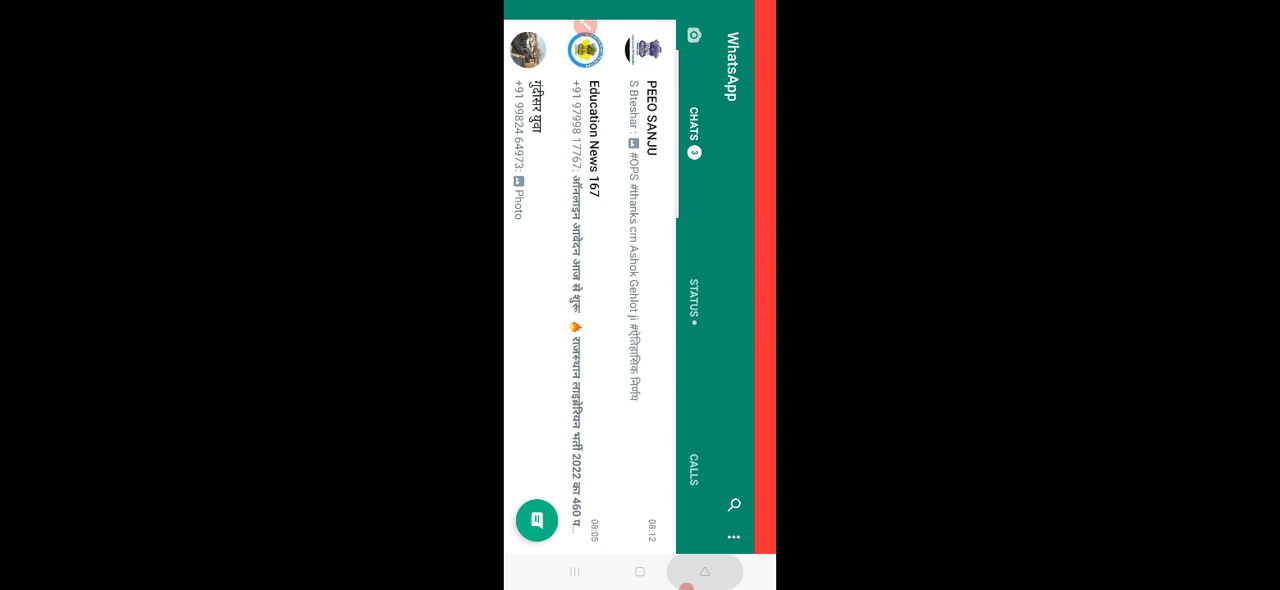 WhatsApp
CHATS 3
STATUS
CALLS
PEEO SANJU
08:12
S Bteshar : #OPS #thanks cm Ashok Gehlot ji #ऐतिहासिक निर्णय
Education News 167
08:05
+91 97998 17767: ऑनलाइन आवेदन आज से शुरू 🔥 राजस्थान लाइब्रेरियन भर्ती 2022 का 460 प...
गुंदीसर युवा
+91 99824 64973: Photo